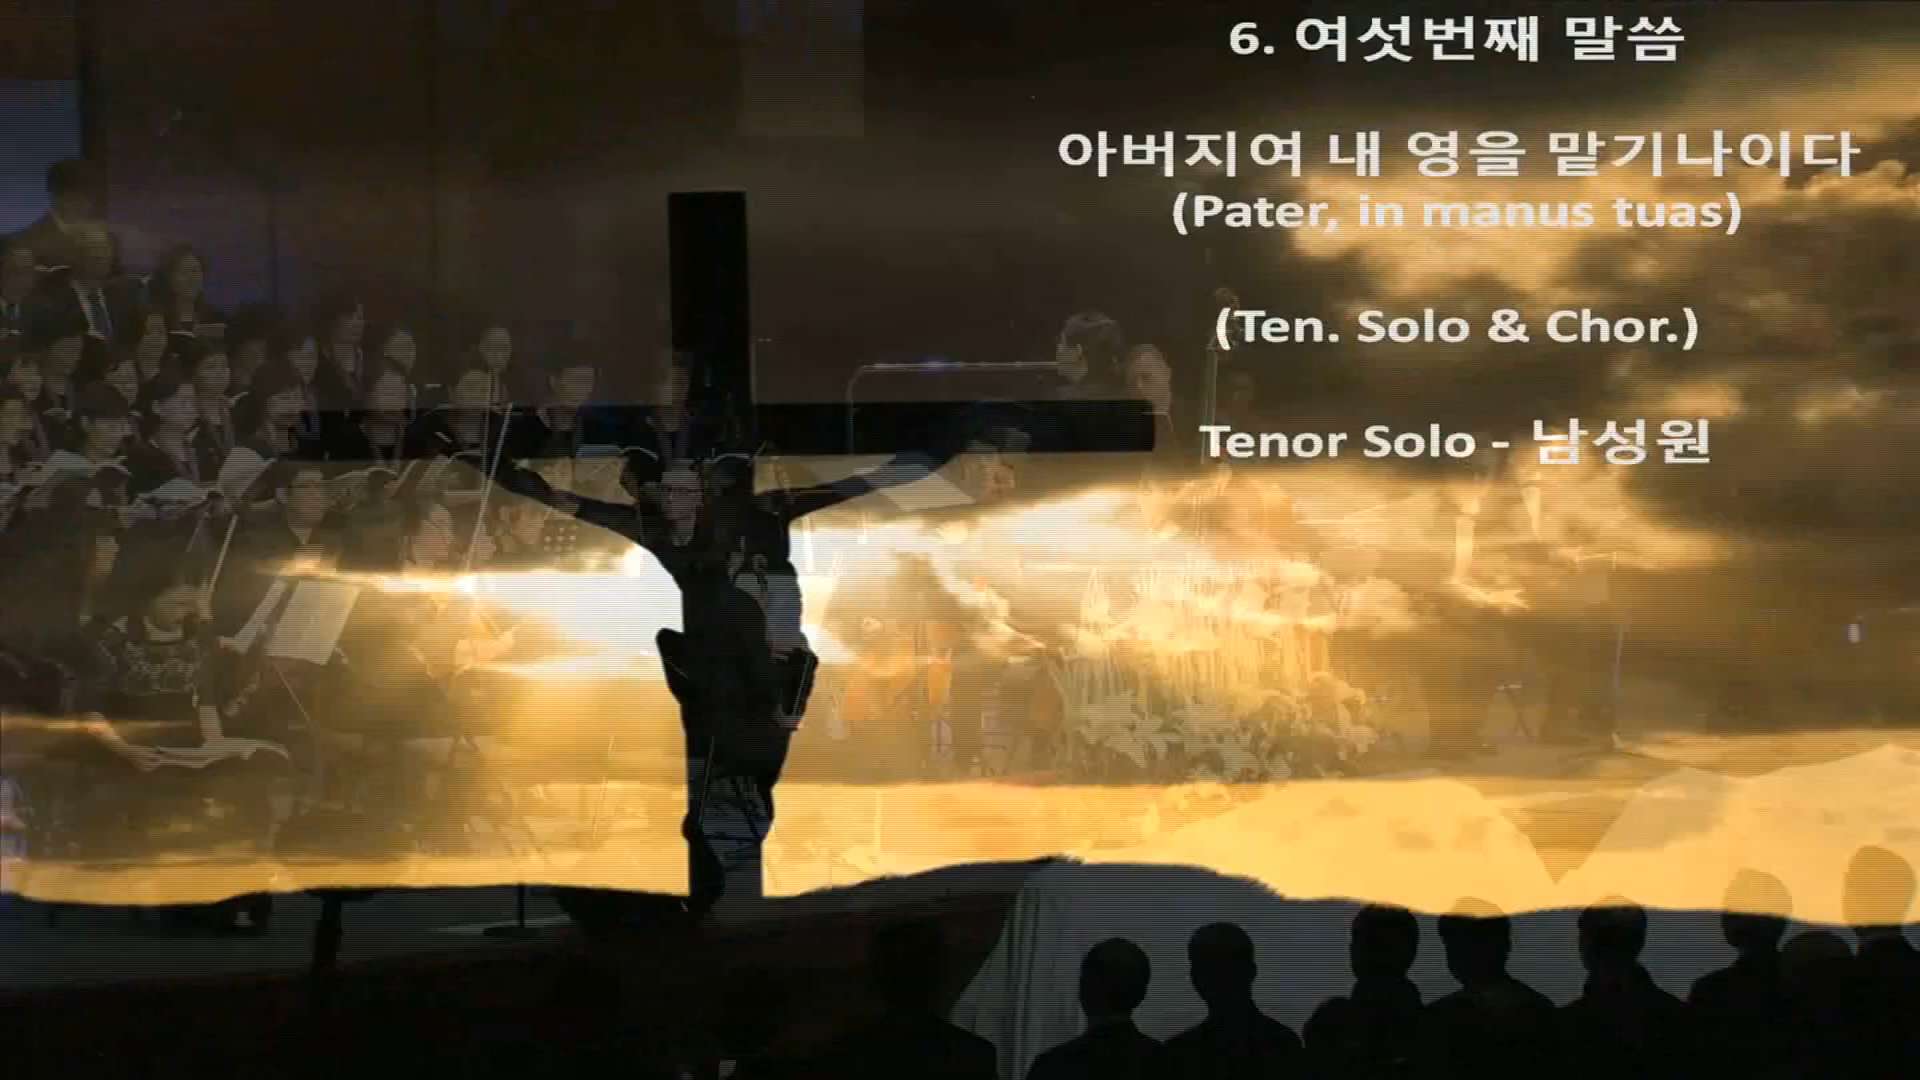 6. 여섯번째 말씀
아버지여 내 영을 맡기나이다
(Pater, in manus tuas)
(Ten. Solo & Chor.)
Tenor Solo - 남성원